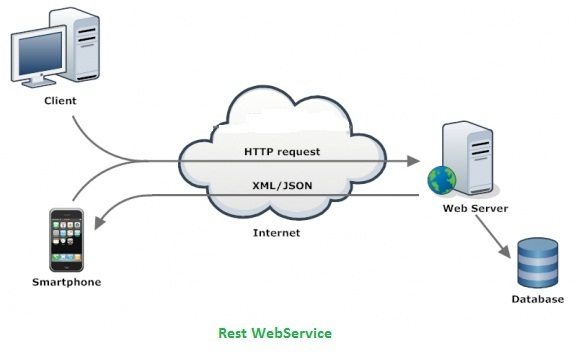 Client
HTTP request
XML/JSON
Internet
Web Server
Smartphone
Database
Rest WebService